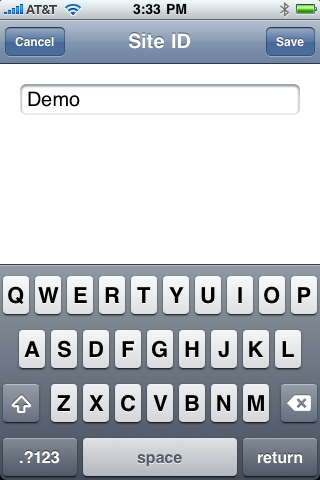 AT&T 3:33 PM
Cancel Site ID Save
Demo
Q W E R T Y U I O P
A S D F G H J K L
Z X C V B N M
.?123 space return